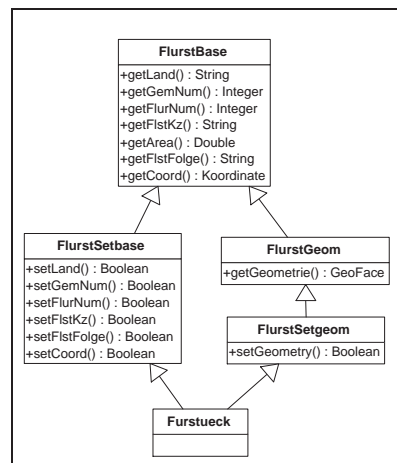 FlurstBase
+getLand() : String
+getGemNum() : Integer
+getFlurNum() : Integer
+getFlstKz() : String
+getArea() : Double
+getFlstFolge() : String
+getCoord() : Koordinate
FlurstSetbase
+setLand() : Boolean
+setGemNum() : Boolean
+setFlurNum() : Boolean
+setFlstKz() : Boolean
+setFlstFolge() : Boolean
+setCoord() : Boolean
FlurstGeom
+getGeometrie() : GeoFace
FlurstSetgeom
+setGeometry() : Boolean
Furstueck